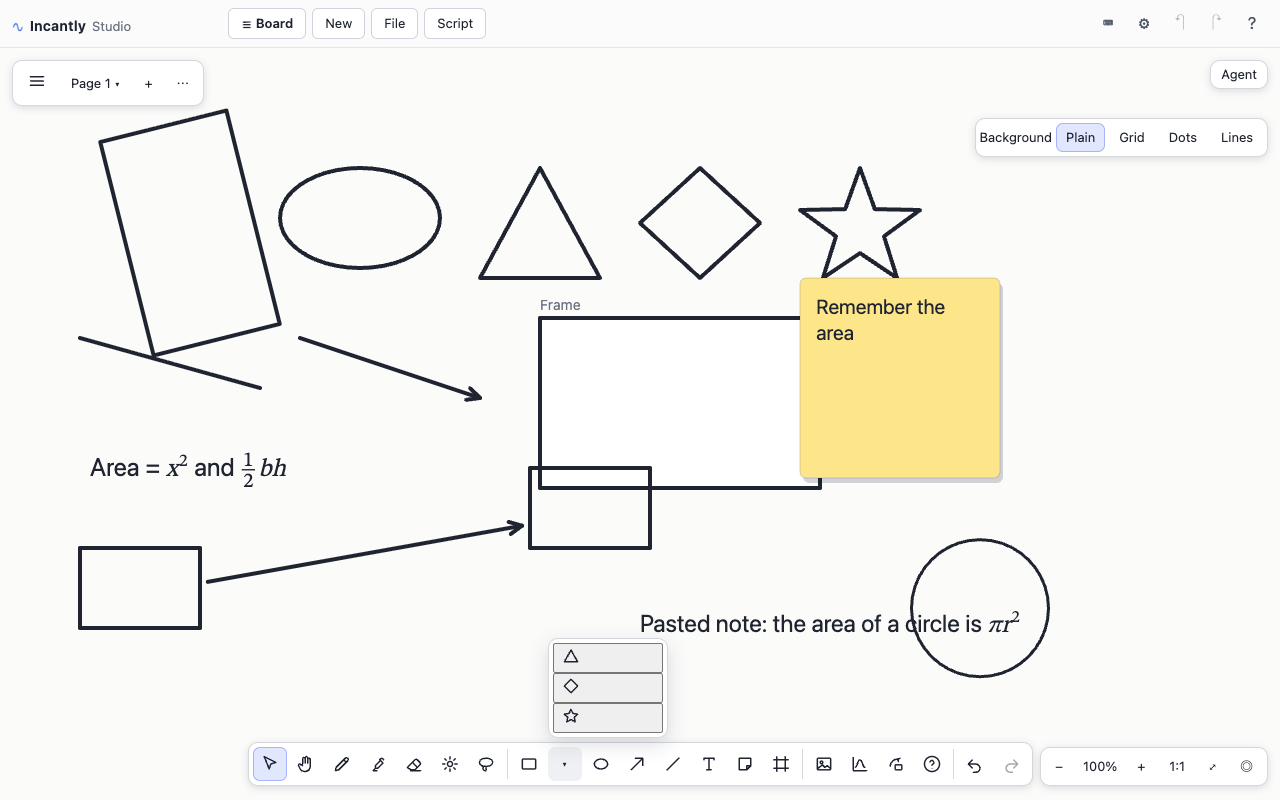 Incantly Studio
Board New File Script
?
Page 1
Agent
Background Plain Grid Dots Lines
Frame
Remember the
area
Area = x² and ½ bh
Pasted note: the area of a circle is πr²
100% 1:1